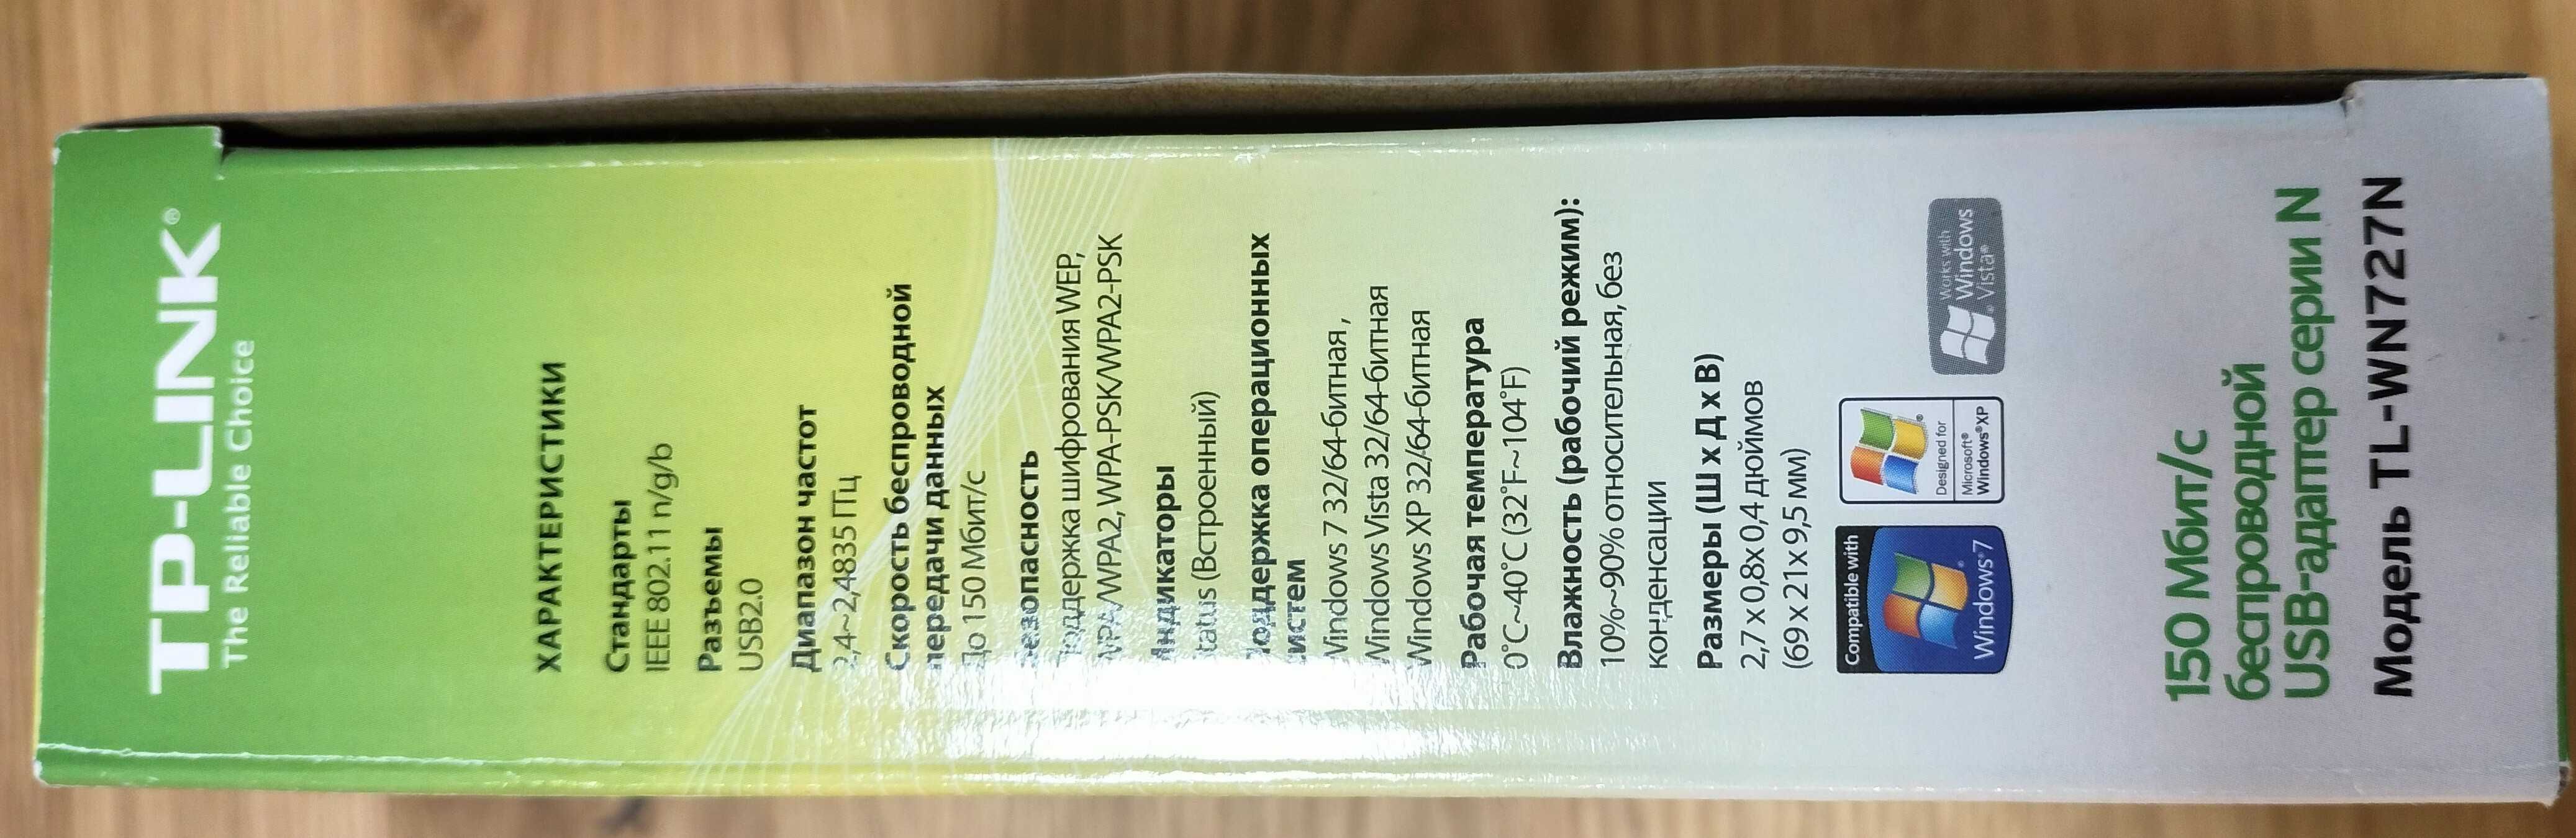 TP-LINK®
The Reliable Choice
ХАРАКТЕРИСТИКИ
Стандарты
IEEE 802.11 n/g/b
Разъемы
USB2.0
Диапазон частот
2,4~2,4835 ГГц
Скорость беспроводной
передачи данных
До 150 Мбит/с
Безопасность
Поддержка шифрования WEP,
WPA/WPA2, WPA-PSK/WPA2-PSK
Индикаторы
Status (Встроенный)
Поддержка операционных
систем
Windows 7 32/64-битная,
Windows Vista 32/64-битная
Windows XP 32/64-битная
Рабочая температура
0°C~40°C (32°F~104°F)
Влажность (рабочий режим):
10%~90% относительная, без
конденсации
Размеры (Ш x Д x В)
2,7 x 0,8x 0,4 дюймов
(69 x 21x 9,5 мм)
Compatible with
Windows® 7
Designed for
Microsoft®
Windows®XP
Works with
Windows
Vista®
150 Мбит/с
беспроводной
USB-адаптер серии N
Модель TL-WN727N